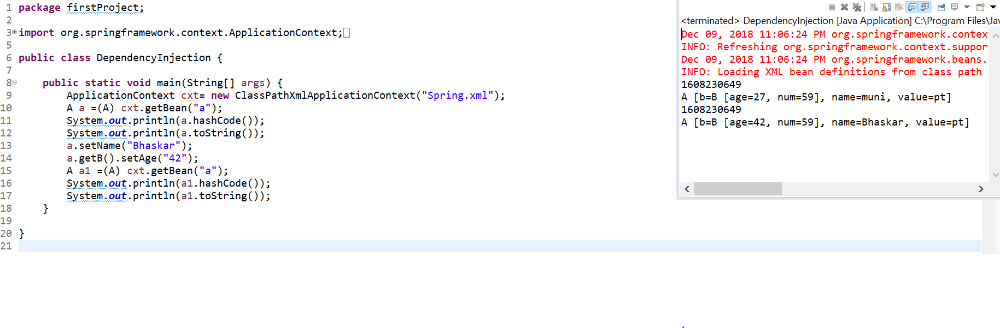 1 package firstProject;
2
3 import org.springframework.context.ApplicationContext;
5
6 public class DependencyInjection {
7
8 public static void main(String[] args) {
9 ApplicationContext cxt= new ClassPathXmlApplicationContext("Spring.xml");
10 A a =(A) cxt.getBean("a");
11 System.out.println(a.hashCode());
12 System.out.println(a.toString());
13 a.setName("Bhaskar");
14 a.getB().setAge("42");
15 A a1 =(A) cxt.getBean("a");
16 System.out.println(a1.hashCode());
17 System.out.println(a1.toString());
18 }
19
20 }
21
<terminated> DependencyInjection [Java Application] C:\Program Files\Jav
Dec 09, 2018 11:06:24 PM org.springframework.contex
INFO: Refreshing org.springframework.context.suppor
Dec 09, 2018 11:06:24 PM org.springframework.beans.
INFO: Loading XML bean definitions from class path
1608230649
A [b=B [age=27, num=59], name=muni, value=pt]
1608230649
A [b=B [age=42, num=59], name=Bhaskar, value=pt]